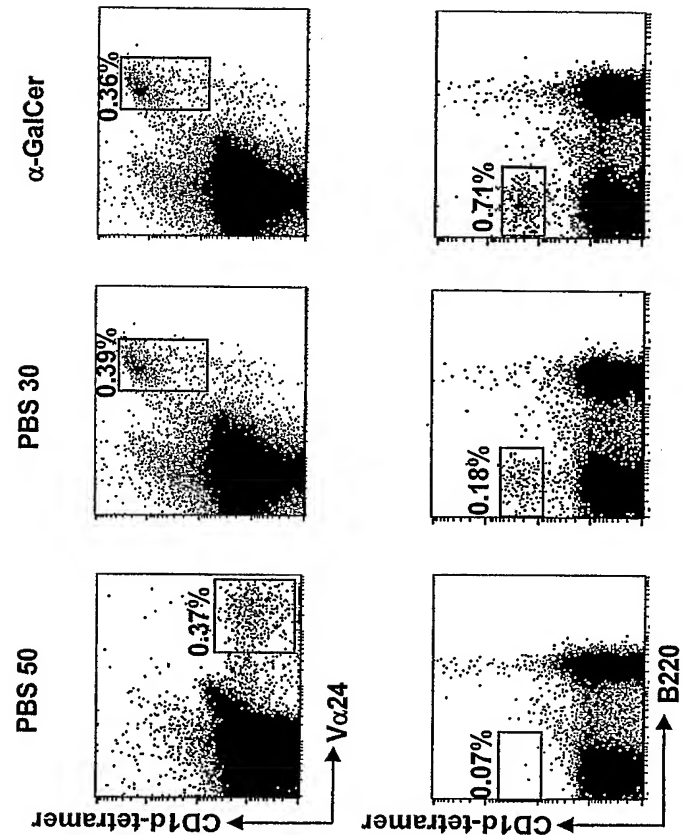 PBS 50
PBS 30
α-GalCer
0.37%
0.39%
0.36%
CD1d-tetramer
Vα24
0.07%
0.18%
0.71%
CD1d-tetramer
B220